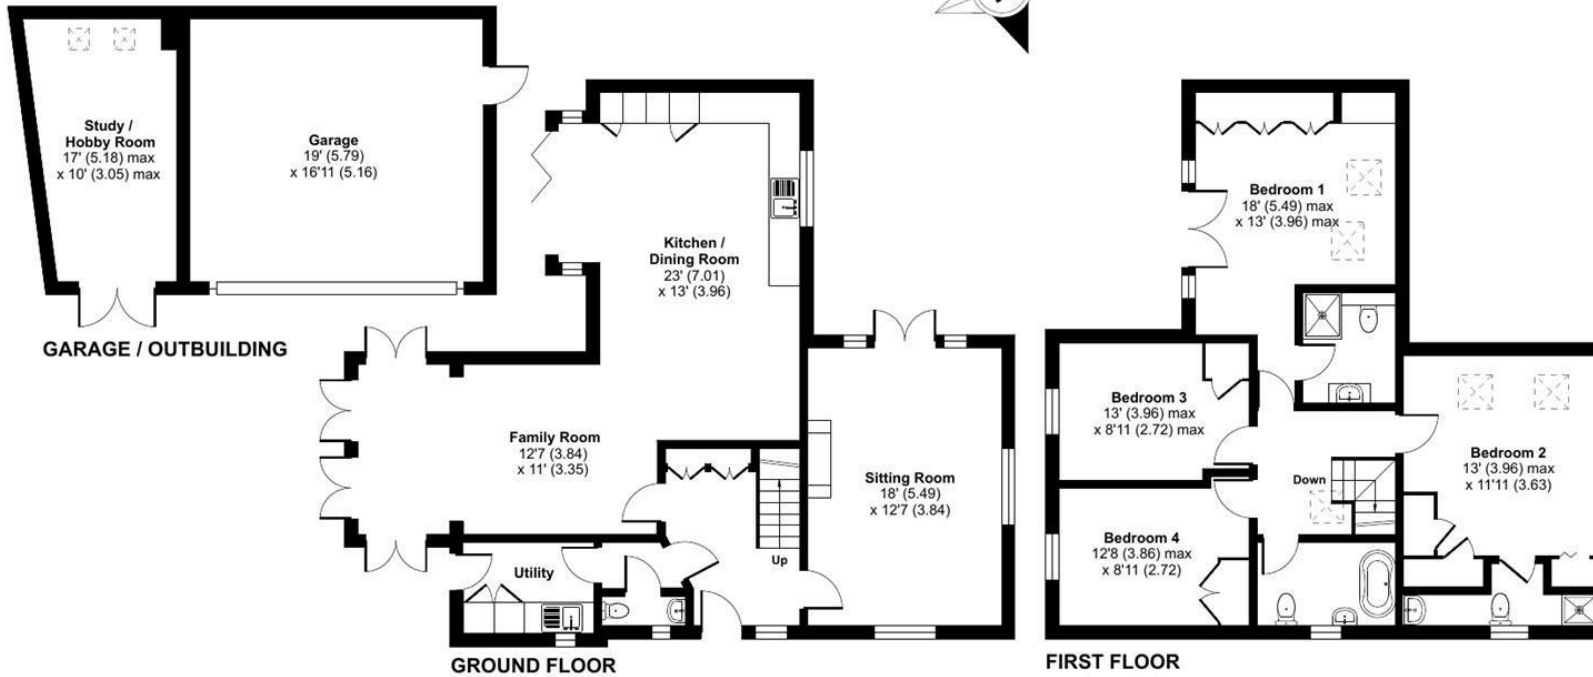 Study /
Hobby Room
17' (5.18) max
x 10' (3.05) max
Garage
19' (5.79)
x 16'11 (5.16)
GARAGE / OUTBUILDING
Kitchen /
Dining Room
23' (7.01)
x 13' (3.96)
Family Room
12'7 (3.84)
x 11' (3.35)
Sitting Room
18' (5.49)
x 12'7 (3.84)
Utility
Up
GROUND FLOOR
Bedroom 1
18' (5.49) max
x 13' (3.96) max
Bedroom 3
13' (3.96) max
x 8'11 (2.72) max
Bedroom 2
13' (3.96) max
x 11'11 (3.63)
Down
Bedroom 4
12'8 (3.86) max
x 8'11 (2.72)
FIRST FLOOR